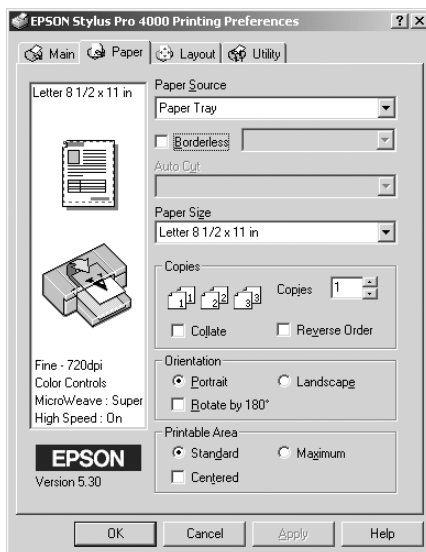 EPSON Stylus Pro 4000 Printing Preferences
Main Paper Layout Utility
Letter 8 1/2 x 11 in
Fine - 720dpi
Color Controls
MicroWeave : Super
High Speed : On
EPSON
Version 5.30
Paper Source
Paper Tray
Borderless
Auto Cut
Paper Size
Letter 8 1/2 x 11 in
Copies
1 1 2 2 3 3
Copies 1
Collate Reverse Order
Orientation
Portrait Landscape
Rotate by 180°
Printable Area
Standard Maximum
Centered
OK Cancel Apply Help